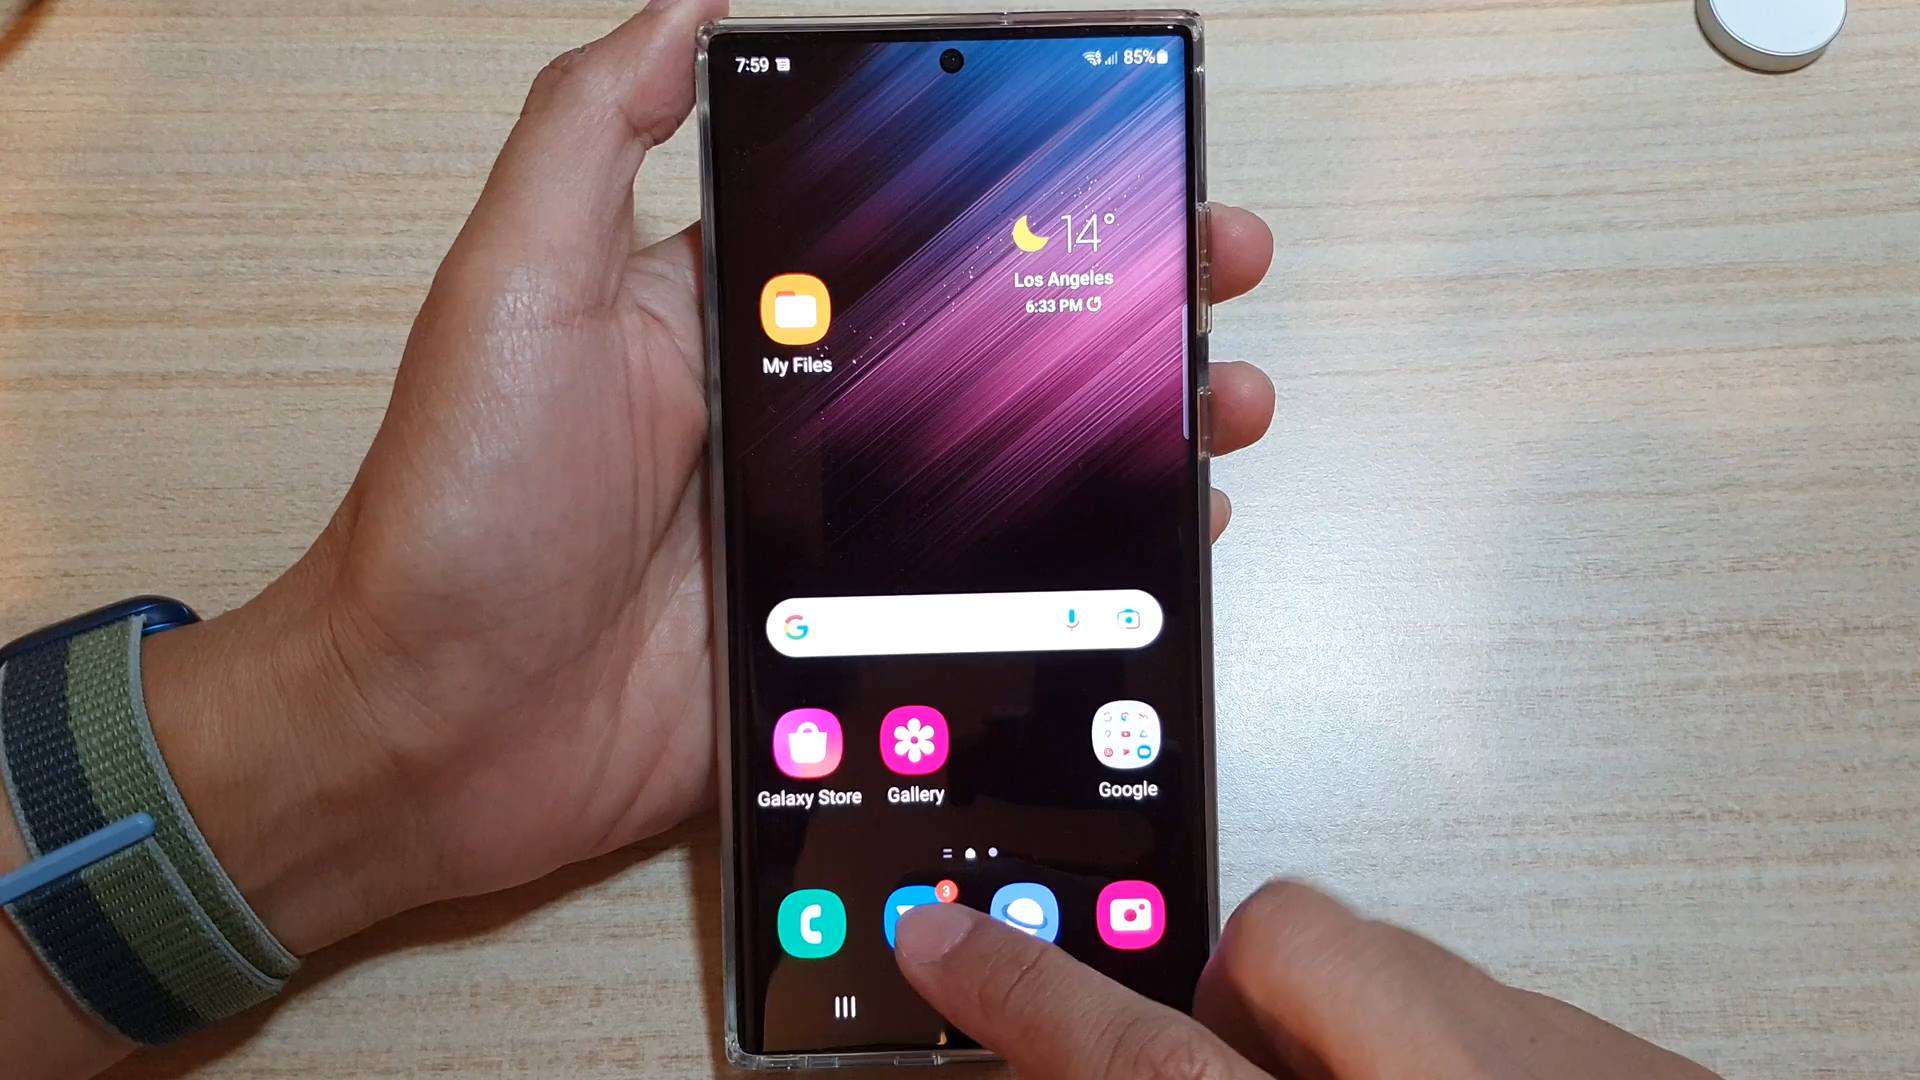 7:59
85%
14°
Los Angeles
6:33 PM
My Files
G
Galaxy Store
Gallery
Google
3